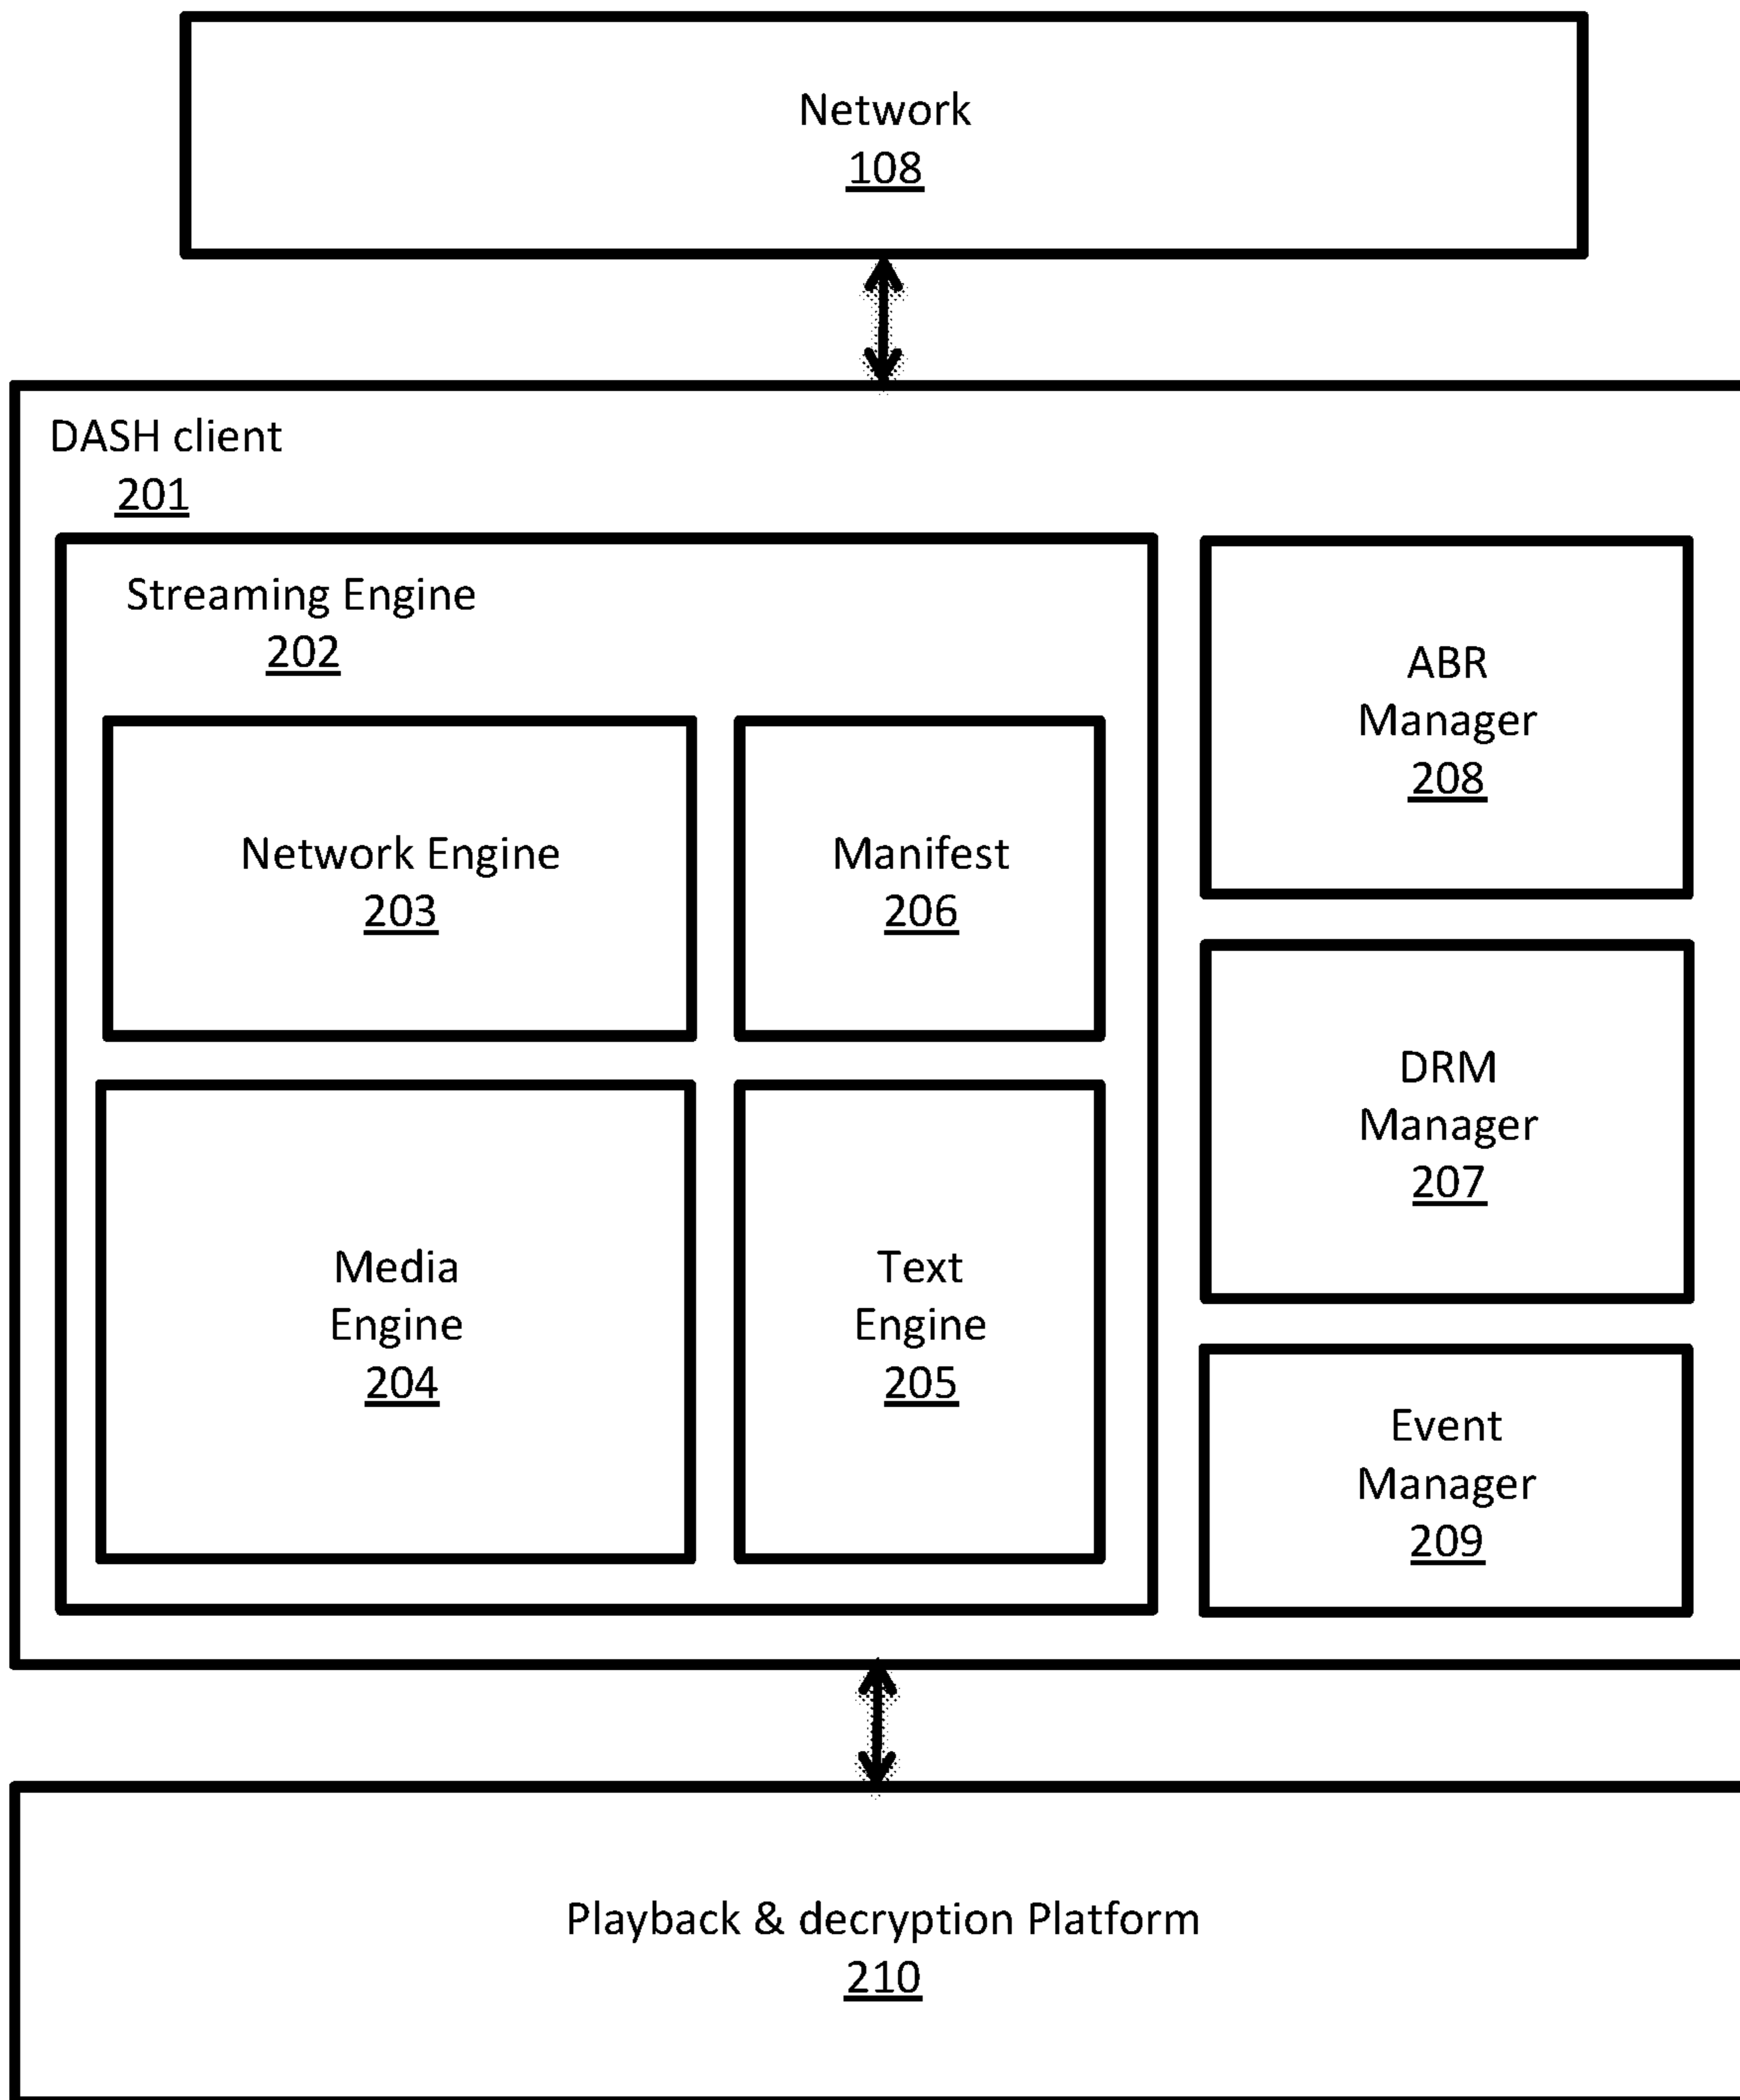 Network
108
DASH client
201
Streaming Engine
202
Network Engine
203
Manifest
206
Media
Engine
204
Text
Engine
205
ABR
Manager
208
DRM
Manager
207
Event
Manager
209
Playback & decryption Platform
210